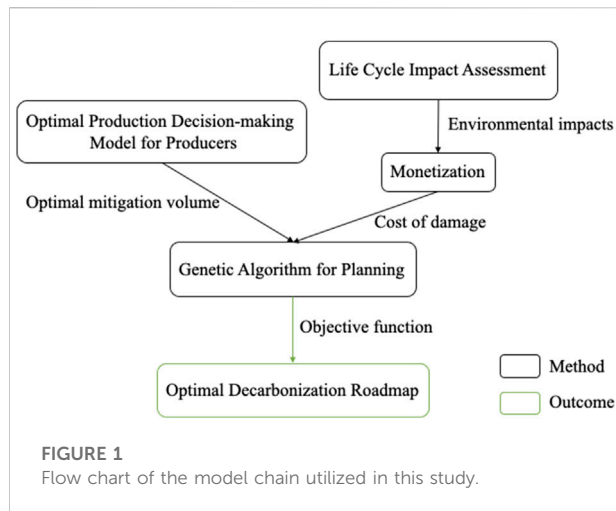 Life Cycle Impact Assessment
Optimal Production Decision-making
Model for Producers
Environmental impacts
Monetization
Optimal mitigation volume
Cost of damage
Genetic Algorithm for Planning
Objective function
Optimal Decarbonization Roadmap
Method
Outcome
FIGURE 1
Flow chart of the model chain utilized in this study.